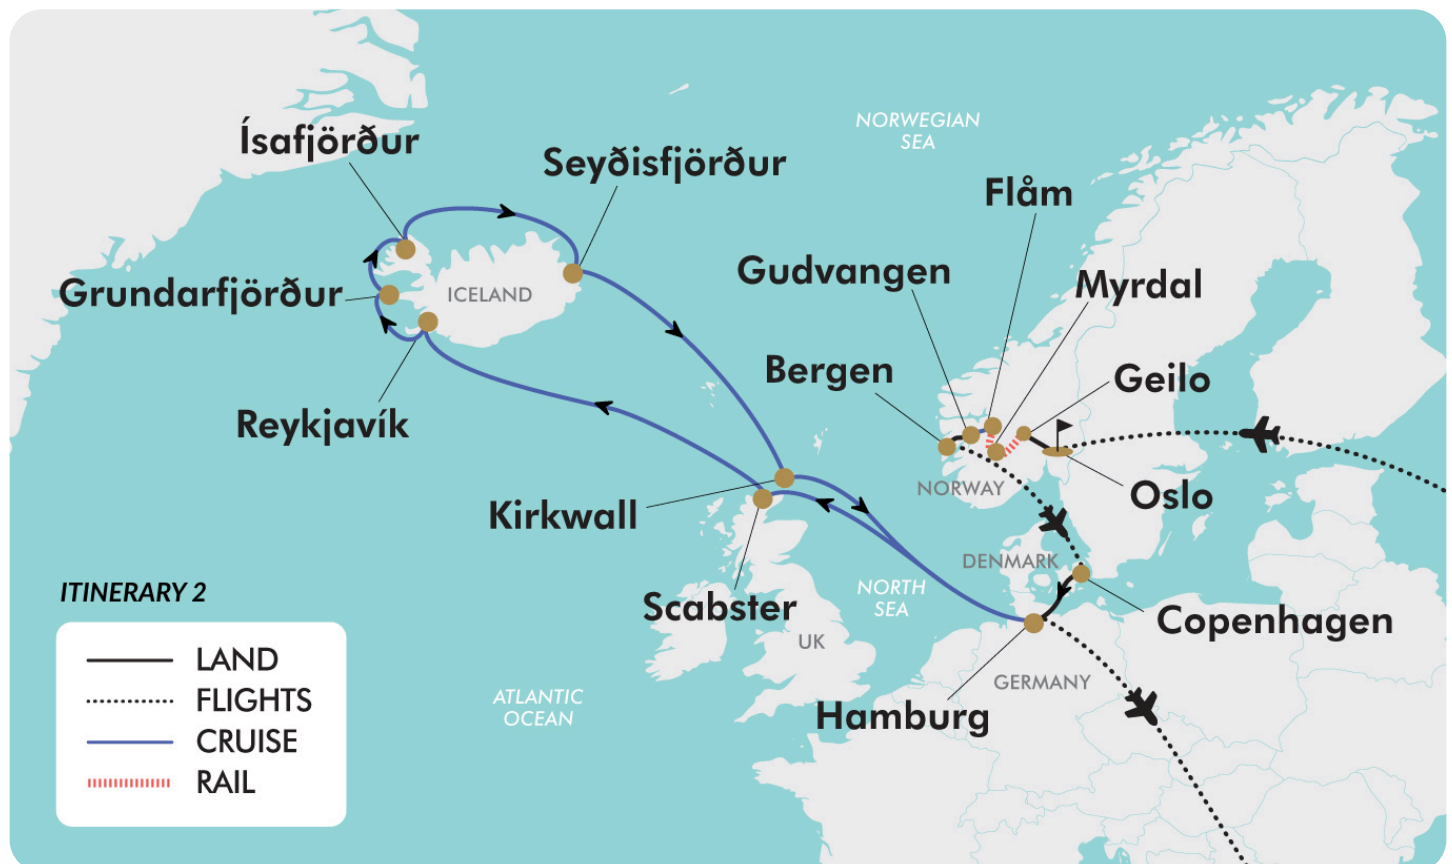 NORWEGIAN
SEA
Ísafjörður
Seyðisfjörður
Flåm
Gudvangen
Myrdal
Grundarfjörður
ICELAND
Bergen
Geilo
Reykjavík
NORWAY
Oslo
Kirkwall
DENMARK
ITINERARY 2
NORTH
SEA
Scabster
Copenhagen
UK
LAND
GERMANY
FLIGHTS
ATLANTIC
OCEAN
Hamburg
CRUISE
RAIL